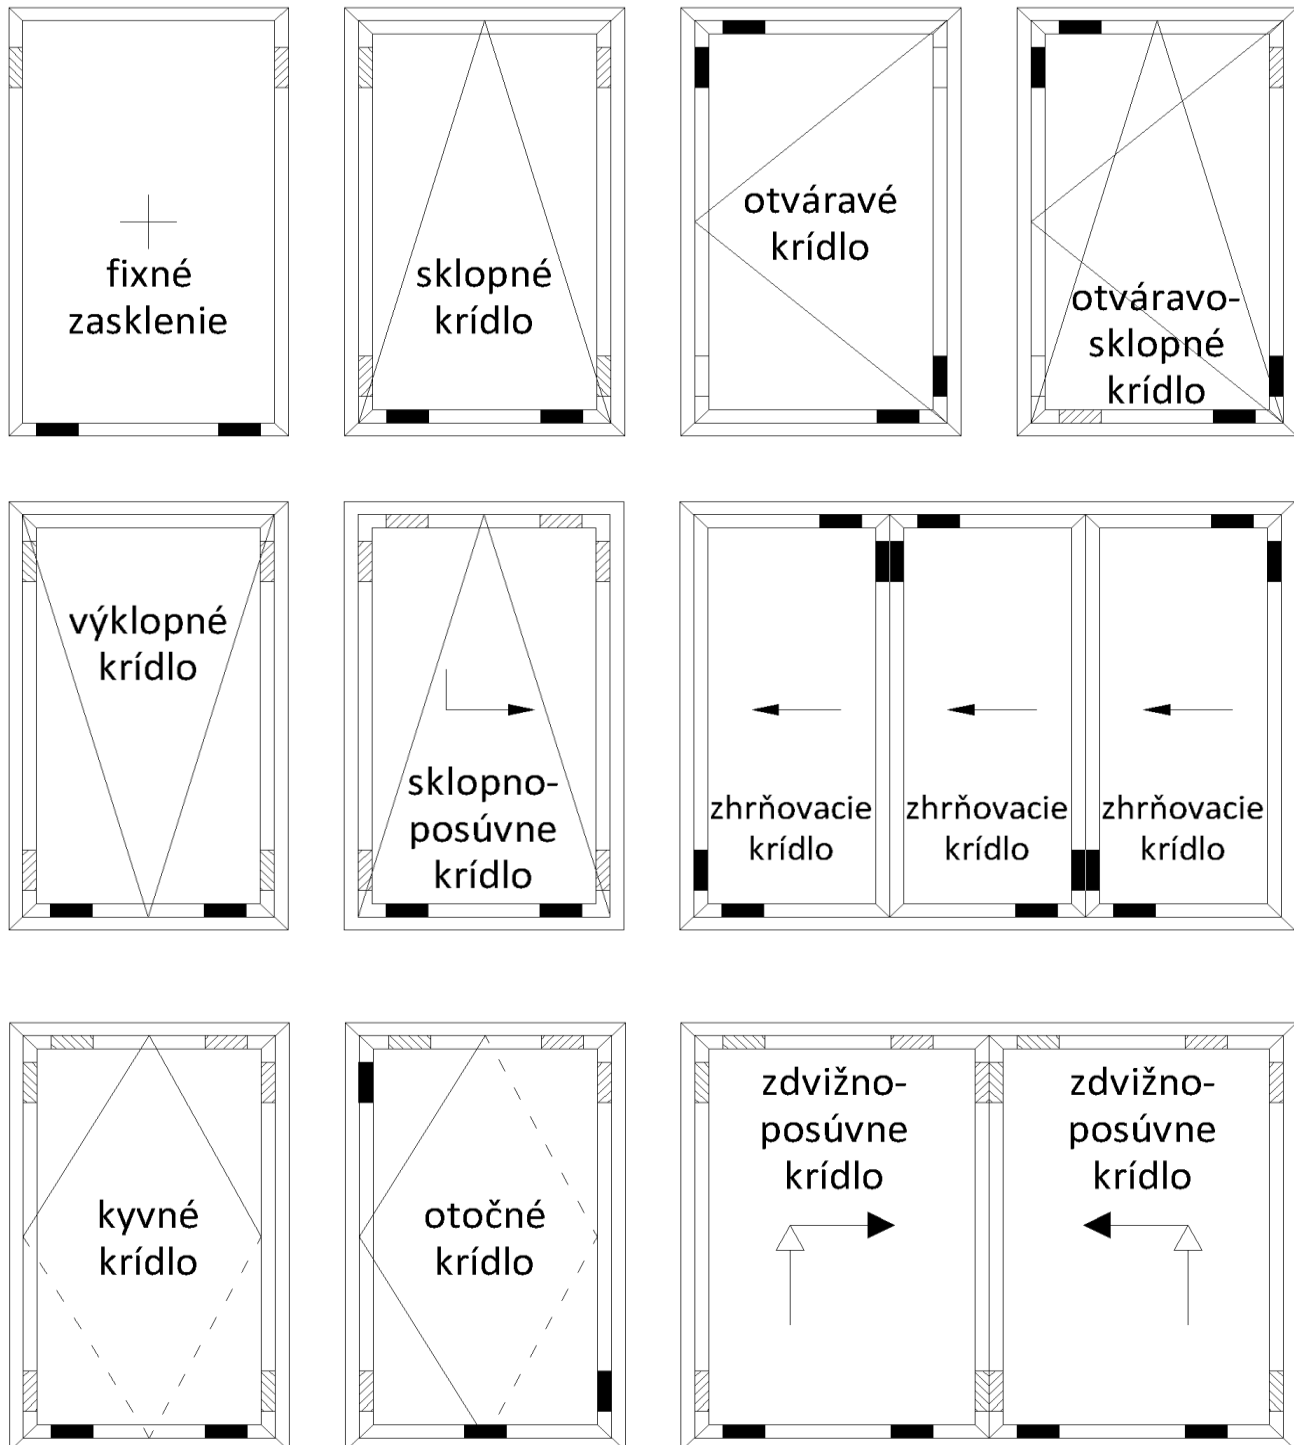 fixné
zasklenie
sklopné
krídlo
otváravé
krídlo
otváravo-
sklopné
krídlo
výklopné
krídlo
sklopno-
posúvne
krídlo
zhrňovacie
krídlo
zhrňovacie
krídlo
zhrňovacie
krídlo
kyvné
krídlo
otočné
krídlo
zdvižno-
posúvne
krídlo
zdvižno-
posúvne
krídlo